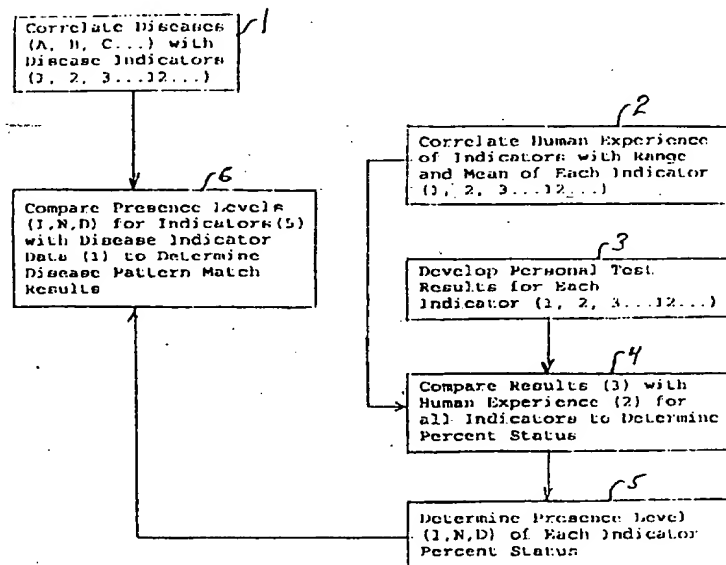 1
Correlate Diseases
(A, B, C...) with
Disease Indicators
(1, 2, 3...12...)
2
Correlate Human Experience
of Indicators with Range
and Mean of Each Indicator
(1, 2, 3...12...)
6
Compare Presence Levels
(I,N,D) for Indicators(5)
with Disease Indicator
Data (1) to Determine
Disease Pattern Match
Results
3
Develop Personal Test
Results for Each
Indicator (1, 2, 3...12...)
4
Compare Results (3) with
Human Experience (2) for
all Indicators to Determine
Percent Status
5
Determine Presence Level
(I,N,D) of Each Indicator
Percent Status